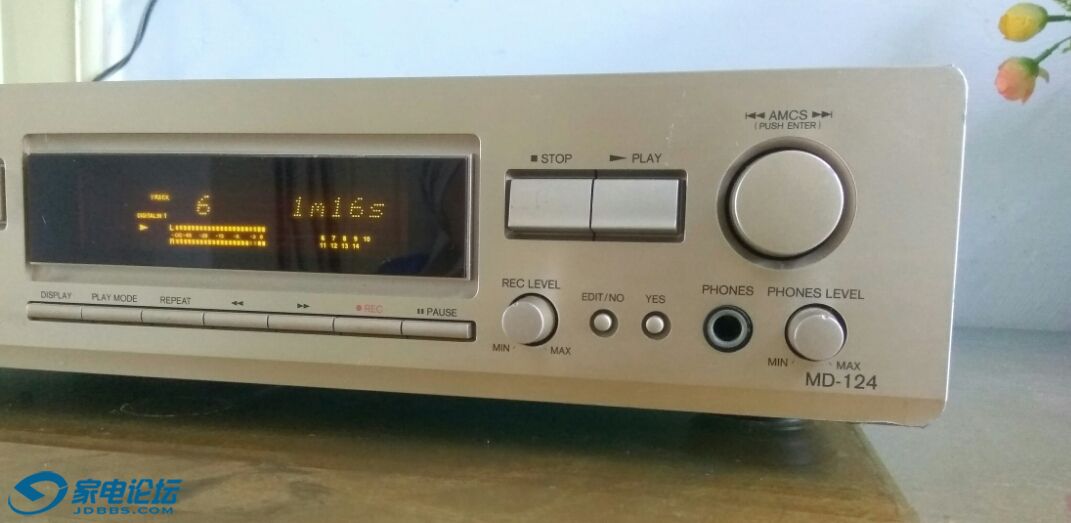 ⏮ AMCS ⏭
(PUSH ENTER)
■ STOP ► PLAY
TRACK 6 1m16s
DIGITAL IN 1
L
R
6 7 8 9 10
11 12 13 14
DISPLAY PLAY MODE REPEAT ◄◄ ►► ● REC ▮▮ PAUSE
REC LEVEL
MIN MAX
EDIT/NO YES
PHONES
PHONES LEVEL
MIN MAX
MD-124
家电论坛
JDBBS.COM